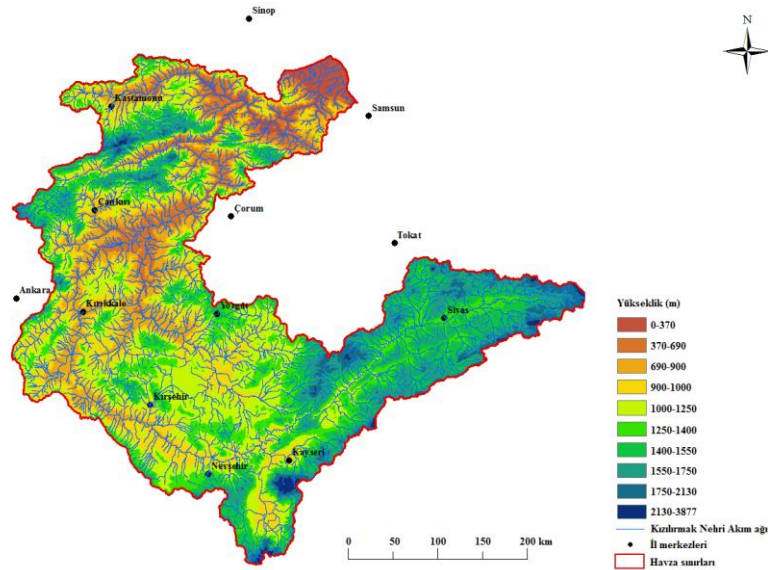 Sinop
N
Kastamonu
Samsun
Çankırı
Çorum
Tokat
Ankara
Kırıkkale
Yozgat
Sivas
Yükseklik (m)
0-370
370-690
690-900
900-1000
1000-1250
1250-1400
1400-1550
1550-1750
1750-2130
2130-3877
Kırşehir
Kayseri
Nevşehir
Kızılırmak Nehri Akım ağı
İl merkezleri
Havza sınırları
0 50 100 200 km